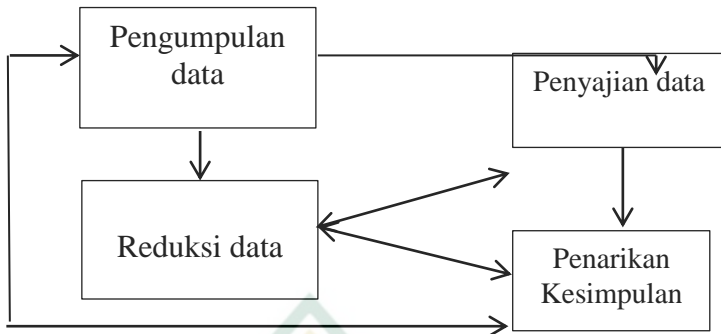 Pengumpulan
data
Penyajian data
Reduksi data
Penarikan
Kesimpulan